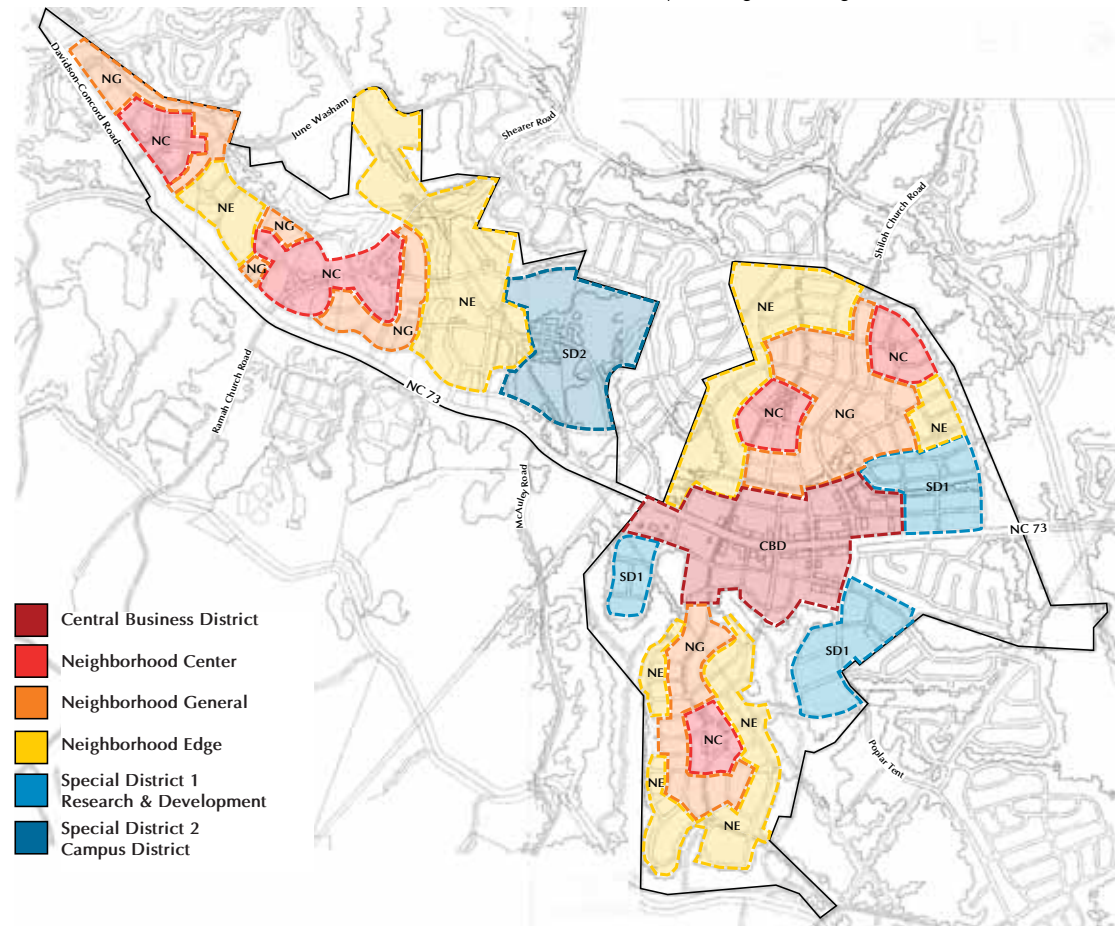 Davidson-Concord Road
NG
NC
June Washam
Shearer Road
NE
NG
NG
NC
NG
NE
SD2
Shiloh Church Road
NE
NC
NC
NG
NE
SD1
NC 73
Ramah Church Road
NC 73
McAuley Road
CBD
SD1
SD1
NG
NE
NE
NC
NE
NE
Poplar Tent
Central Business District
Neighborhood Center
Neighborhood General
Neighborhood Edge
Special District 1
Research & Development
Special District 2
Campus District